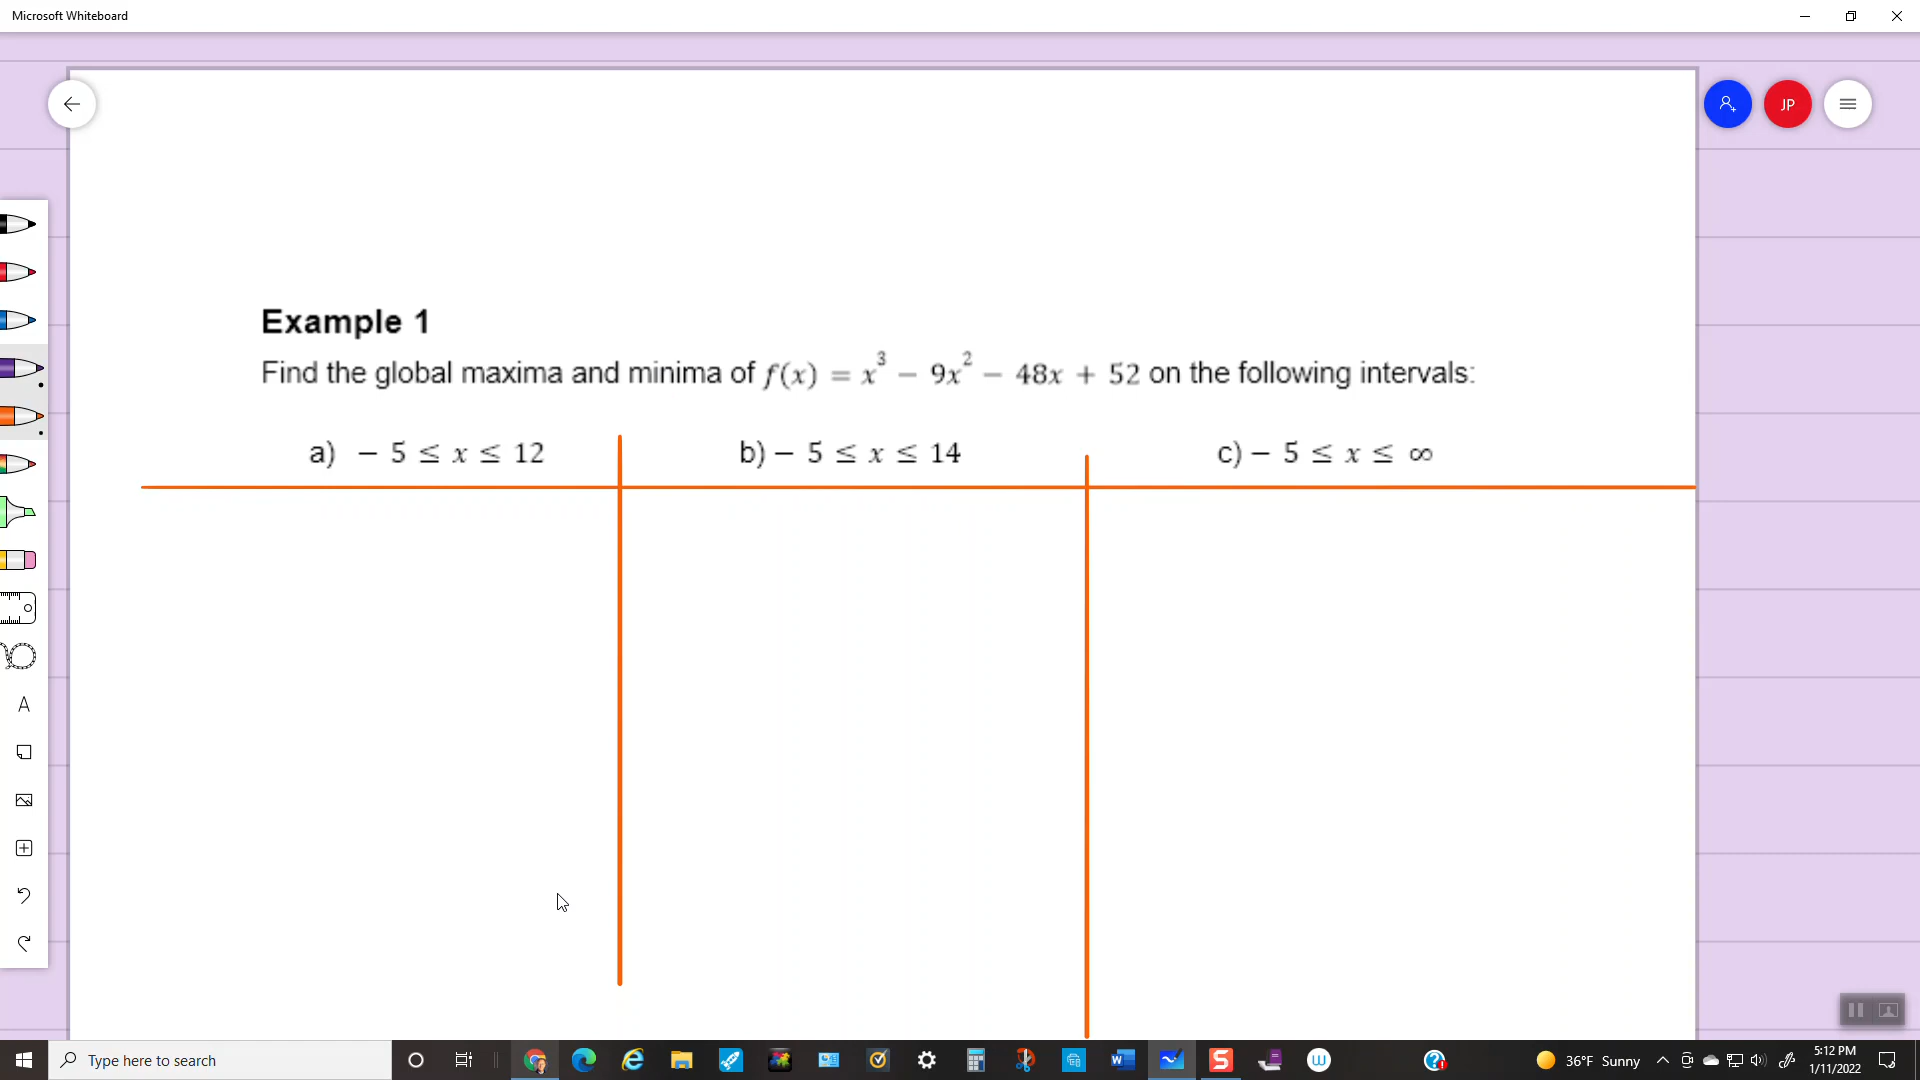 Microsoft Whiteboard
JP
Example 1
Find the global maxima and minima of f(x) = x³ − 9x² − 48x + 52 on the following intervals:
a) − 5 ≤ x ≤ 12
b) − 5 ≤ x ≤ 14
c) − 5 ≤ x ≤ ∞
A
Type here to search
36°F Sunny
5:12 PM
1/11/2022